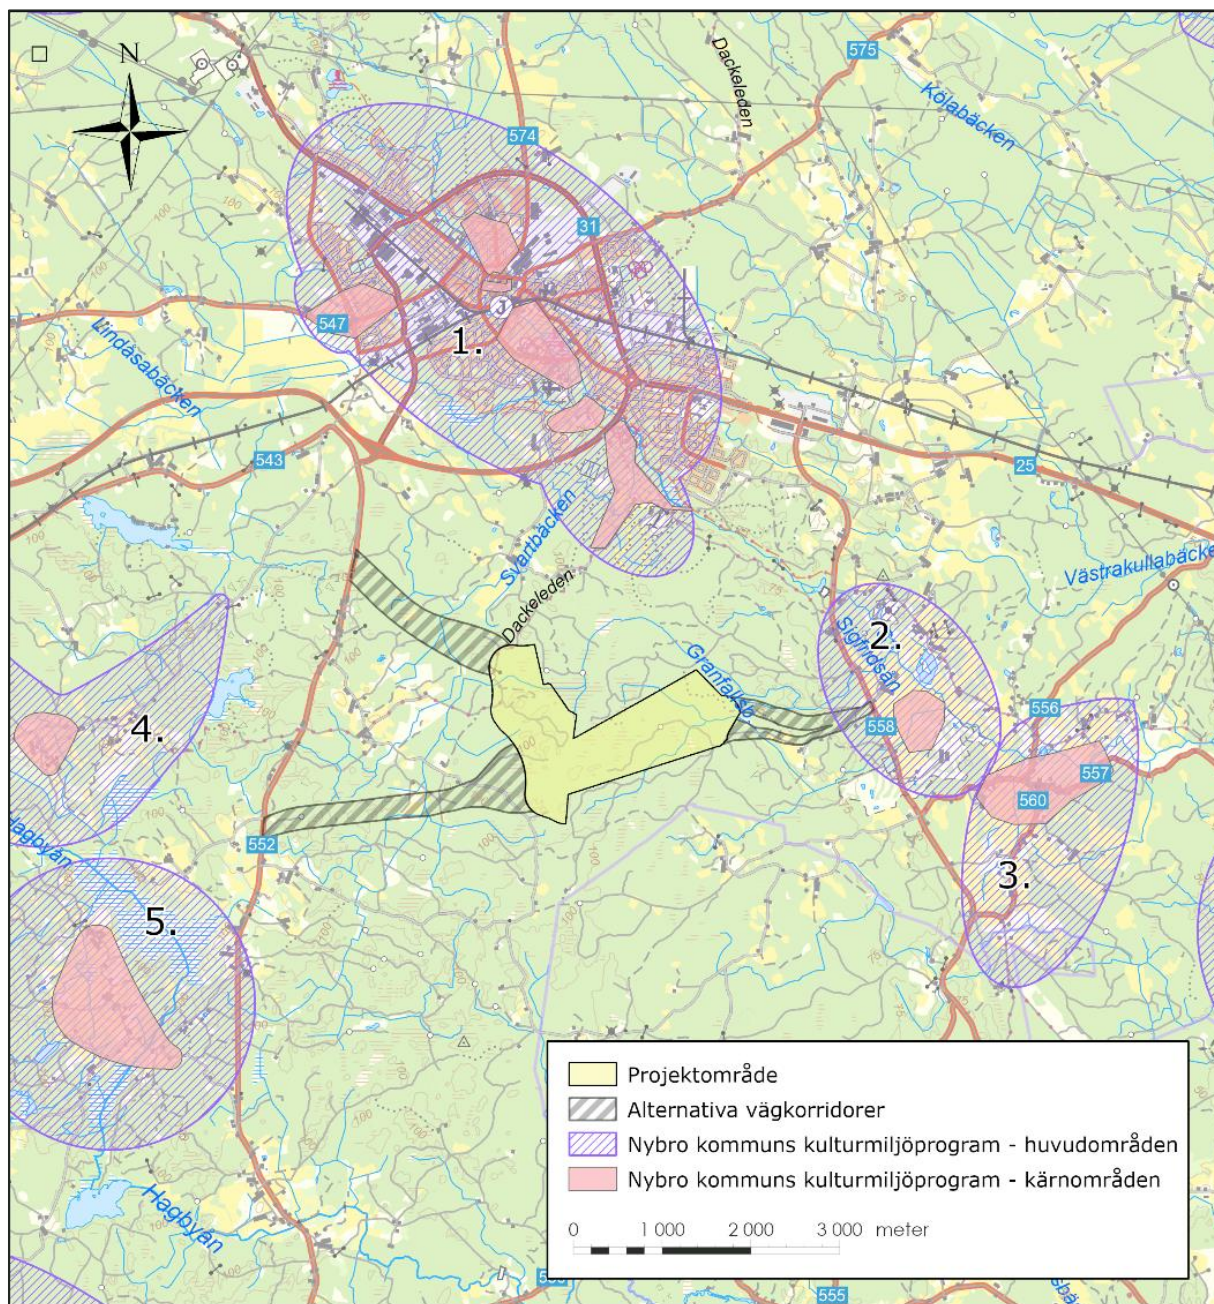 N
575
Dackeleden
Kölabäcken
574
31
547
1.
Lindåsabäcken
543
25
Svartbäcken
Västrakullabäcke
Dackeleden
2.
Sigfridsån
Granfallsb
4.
558
556
557
560
552
Hagbyån
3.
5.
Projektområde
Alternativa vägkorridorer
Nybro kommuns kulturmiljöprogram - huvudområden
Nybro kommuns kulturmiljöprogram - kärnområden
Hagbyån
0 1 000 2 000 3 000 meter
555